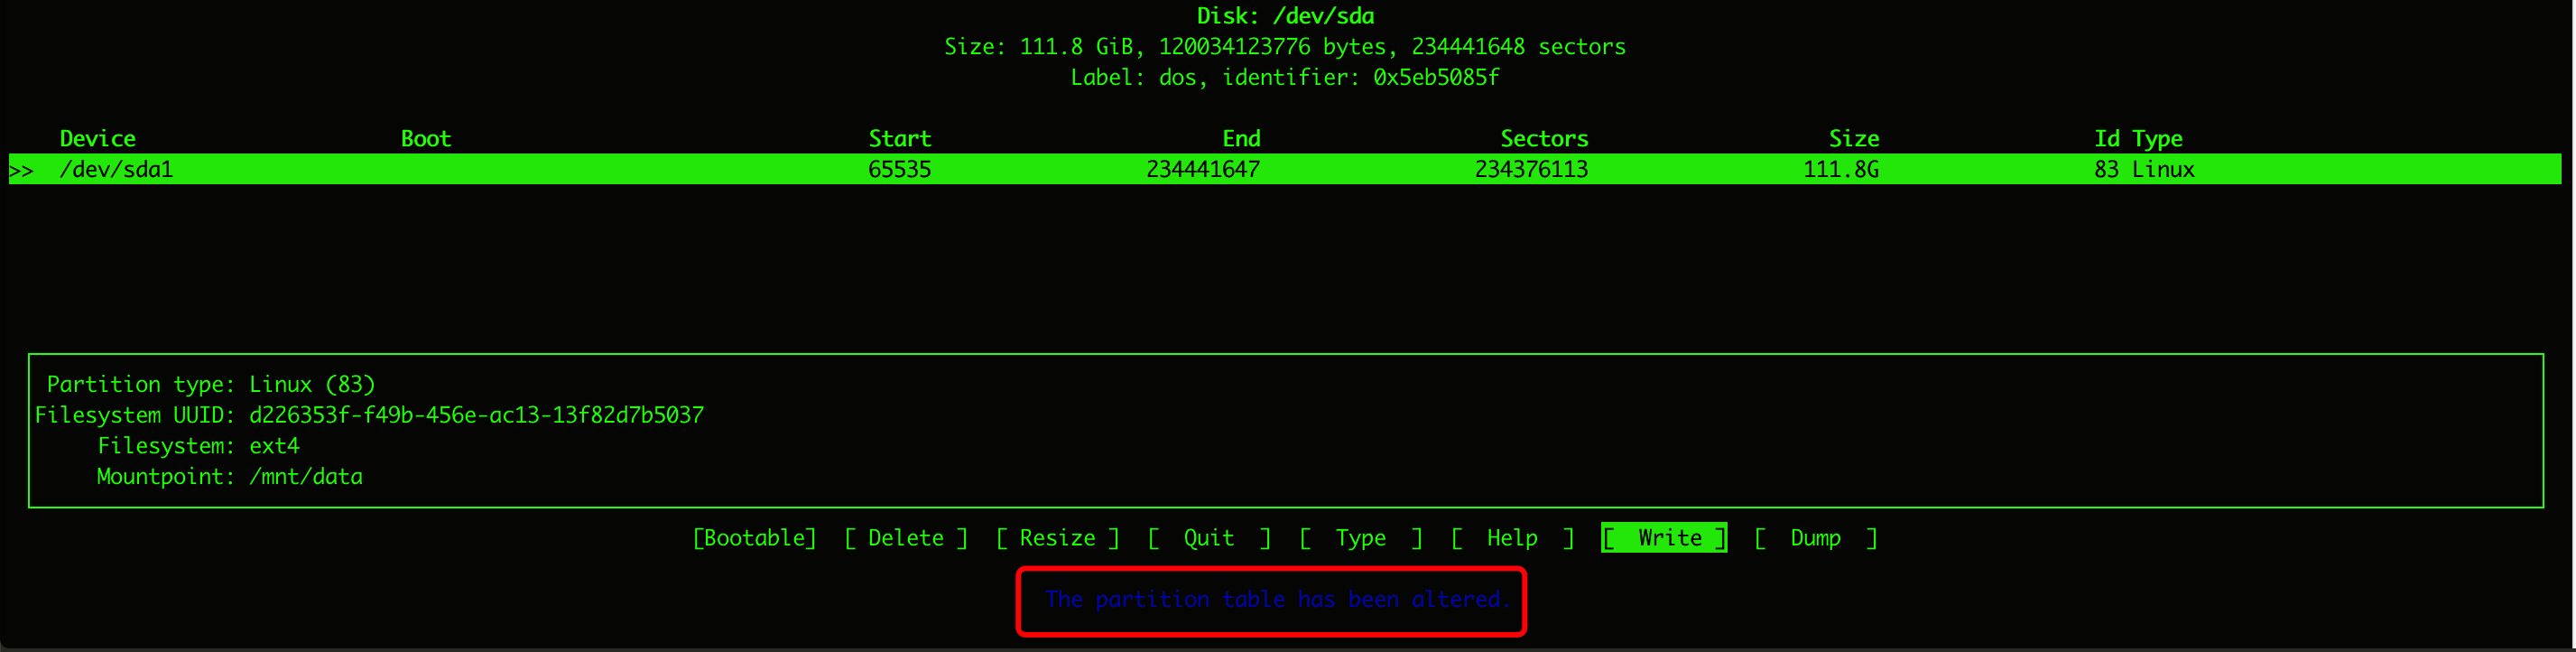 Disk: /dev/sda
Size: 111.8 GiB, 120034123776 bytes, 234441648 sectors
Label: dos, identifier: 0x5eb5085f
Device Boot Start End Sectors Size Id Type
>> /dev/sda1 65535 234441647 234376113 111.8G 83 Linux
Partition type: Linux (83)
Filesystem UUID: d226353f-f49b-456e-ac13-13f82d7b5037
Filesystem: ext4
Mountpoint: /mnt/data
[Bootable] [ Delete ] [ Resize ] [ Quit ] [ Type ] [ Help ] [ Write ] [ Dump ]
The partition table has been altered.